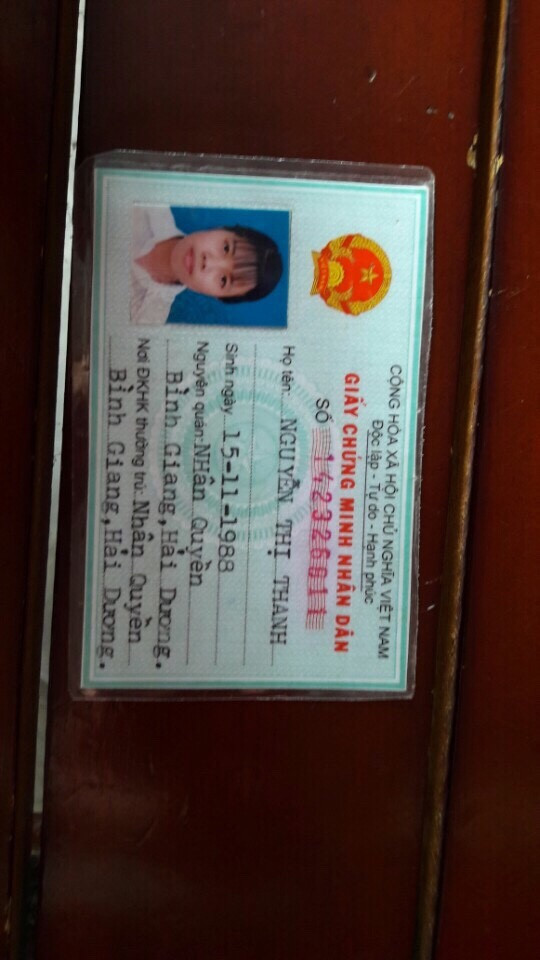 CỘNG HÒA XÃ HỘI CHỦ NGHĨA VIỆT NAM
Độc lập - Tự do - Hạnh phúc
GIẤY CHỨNG MINH NHÂN DÂN
SỐ 142326011
Họ tên: NGUYỄN THỊ THANH
Sinh ngày 15-11-1988
Nguyên quán: NHân Quyền
Bình Giang,Hải Dương.
Nơi ĐKHK thường trú: Nhân Quyền
Bình Giang,Hải Dương.